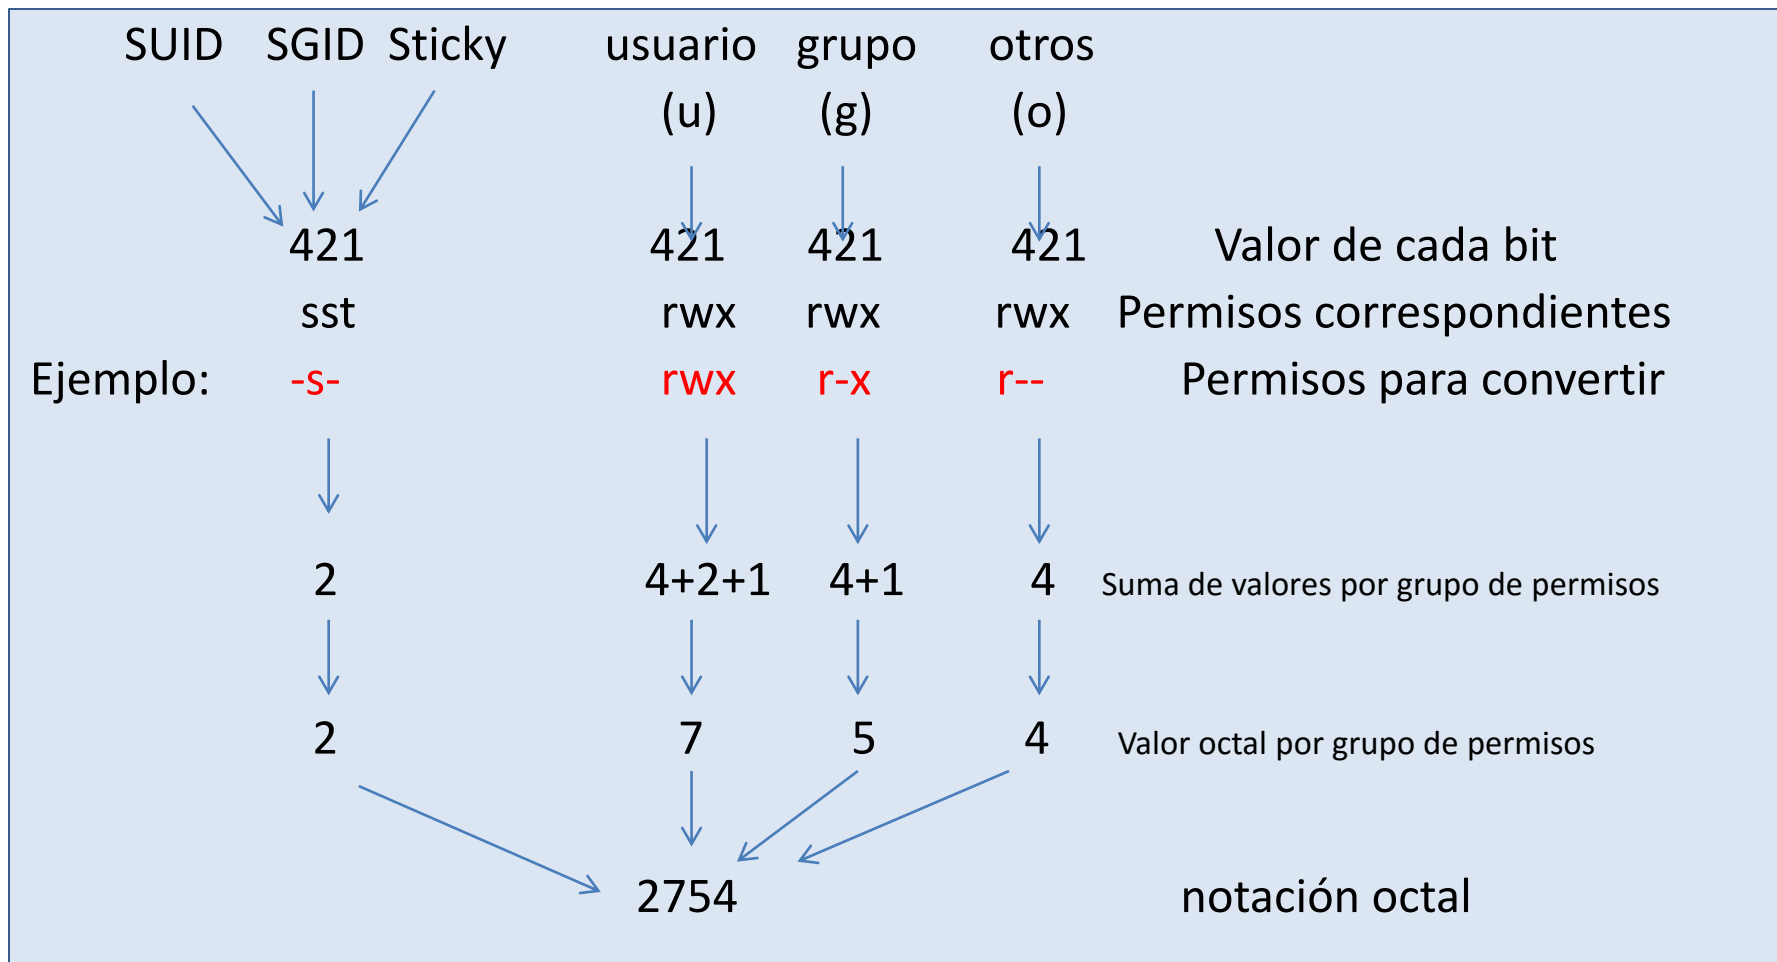 SUID SGID Sticky usuario grupo otros
(u) (g) (o)
421 421 421 421 Valor de cada bit
sst rwx rwx rwx Permisos correspondientes
Ejemplo: -s- rwx r-x r-- Permisos para convertir
2 4+2+1 4+1 4 Suma de valores por grupo de permisos
2 7 5 4 Valor octal por grupo de permisos
2754 notación octal